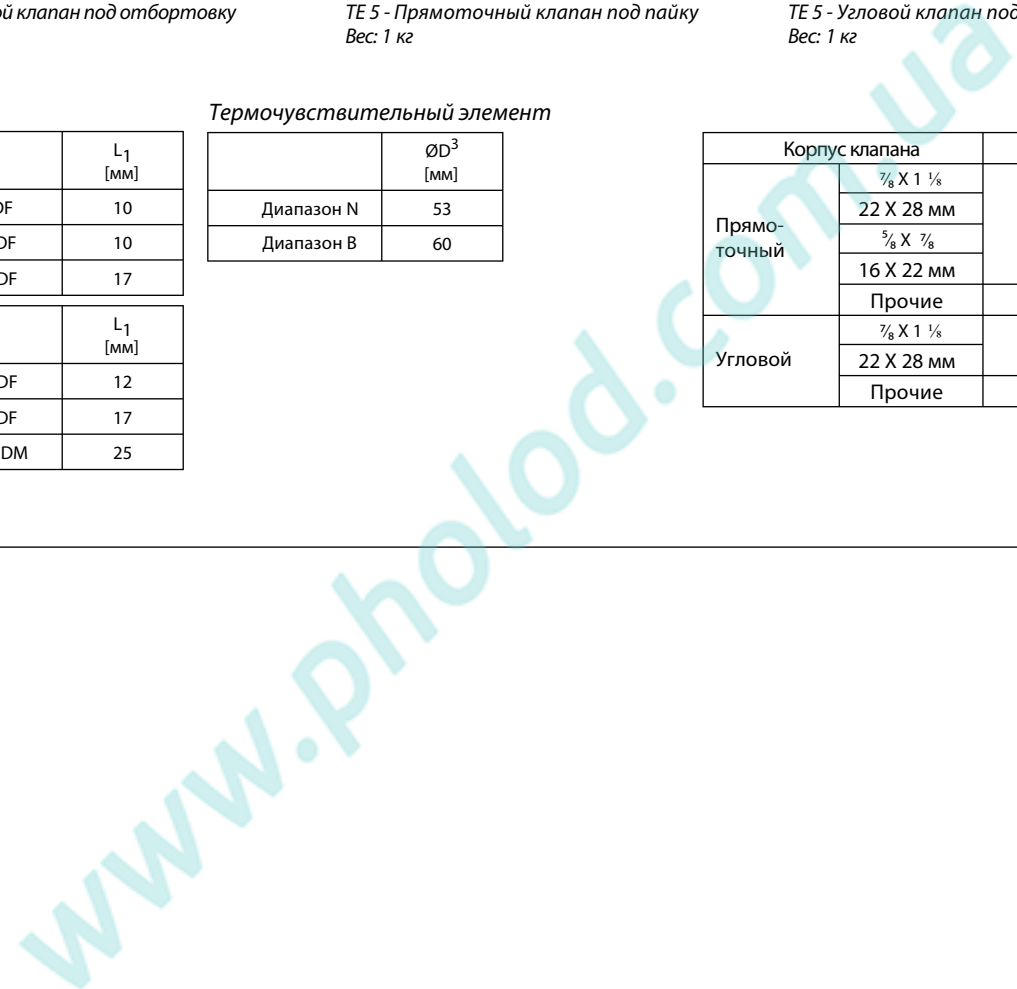 клапан под отбортовку
TE 5 - Прямоточный клапан под пайку
Вес: 1 кг
TE 5 - Угловой клапан под
Вес: 1 кг
L1
[мм]
DF 10
DF 10
DF 17
L1
[мм]
DF 12
DF 17
DM 25
Термочувствительный элемент
ØD³
[мм]
Диапазон N 53
Диапазон B 60
Корпус клапана
Прямо-
точный
⅞ X 1 ⅛
22 X 28 мм
⅝ X ⅞
16 X 22 мм
Прочие
Угловой
⅞ X 1 ⅛
22 X 28 мм
Прочие
www.pholod.com.ua